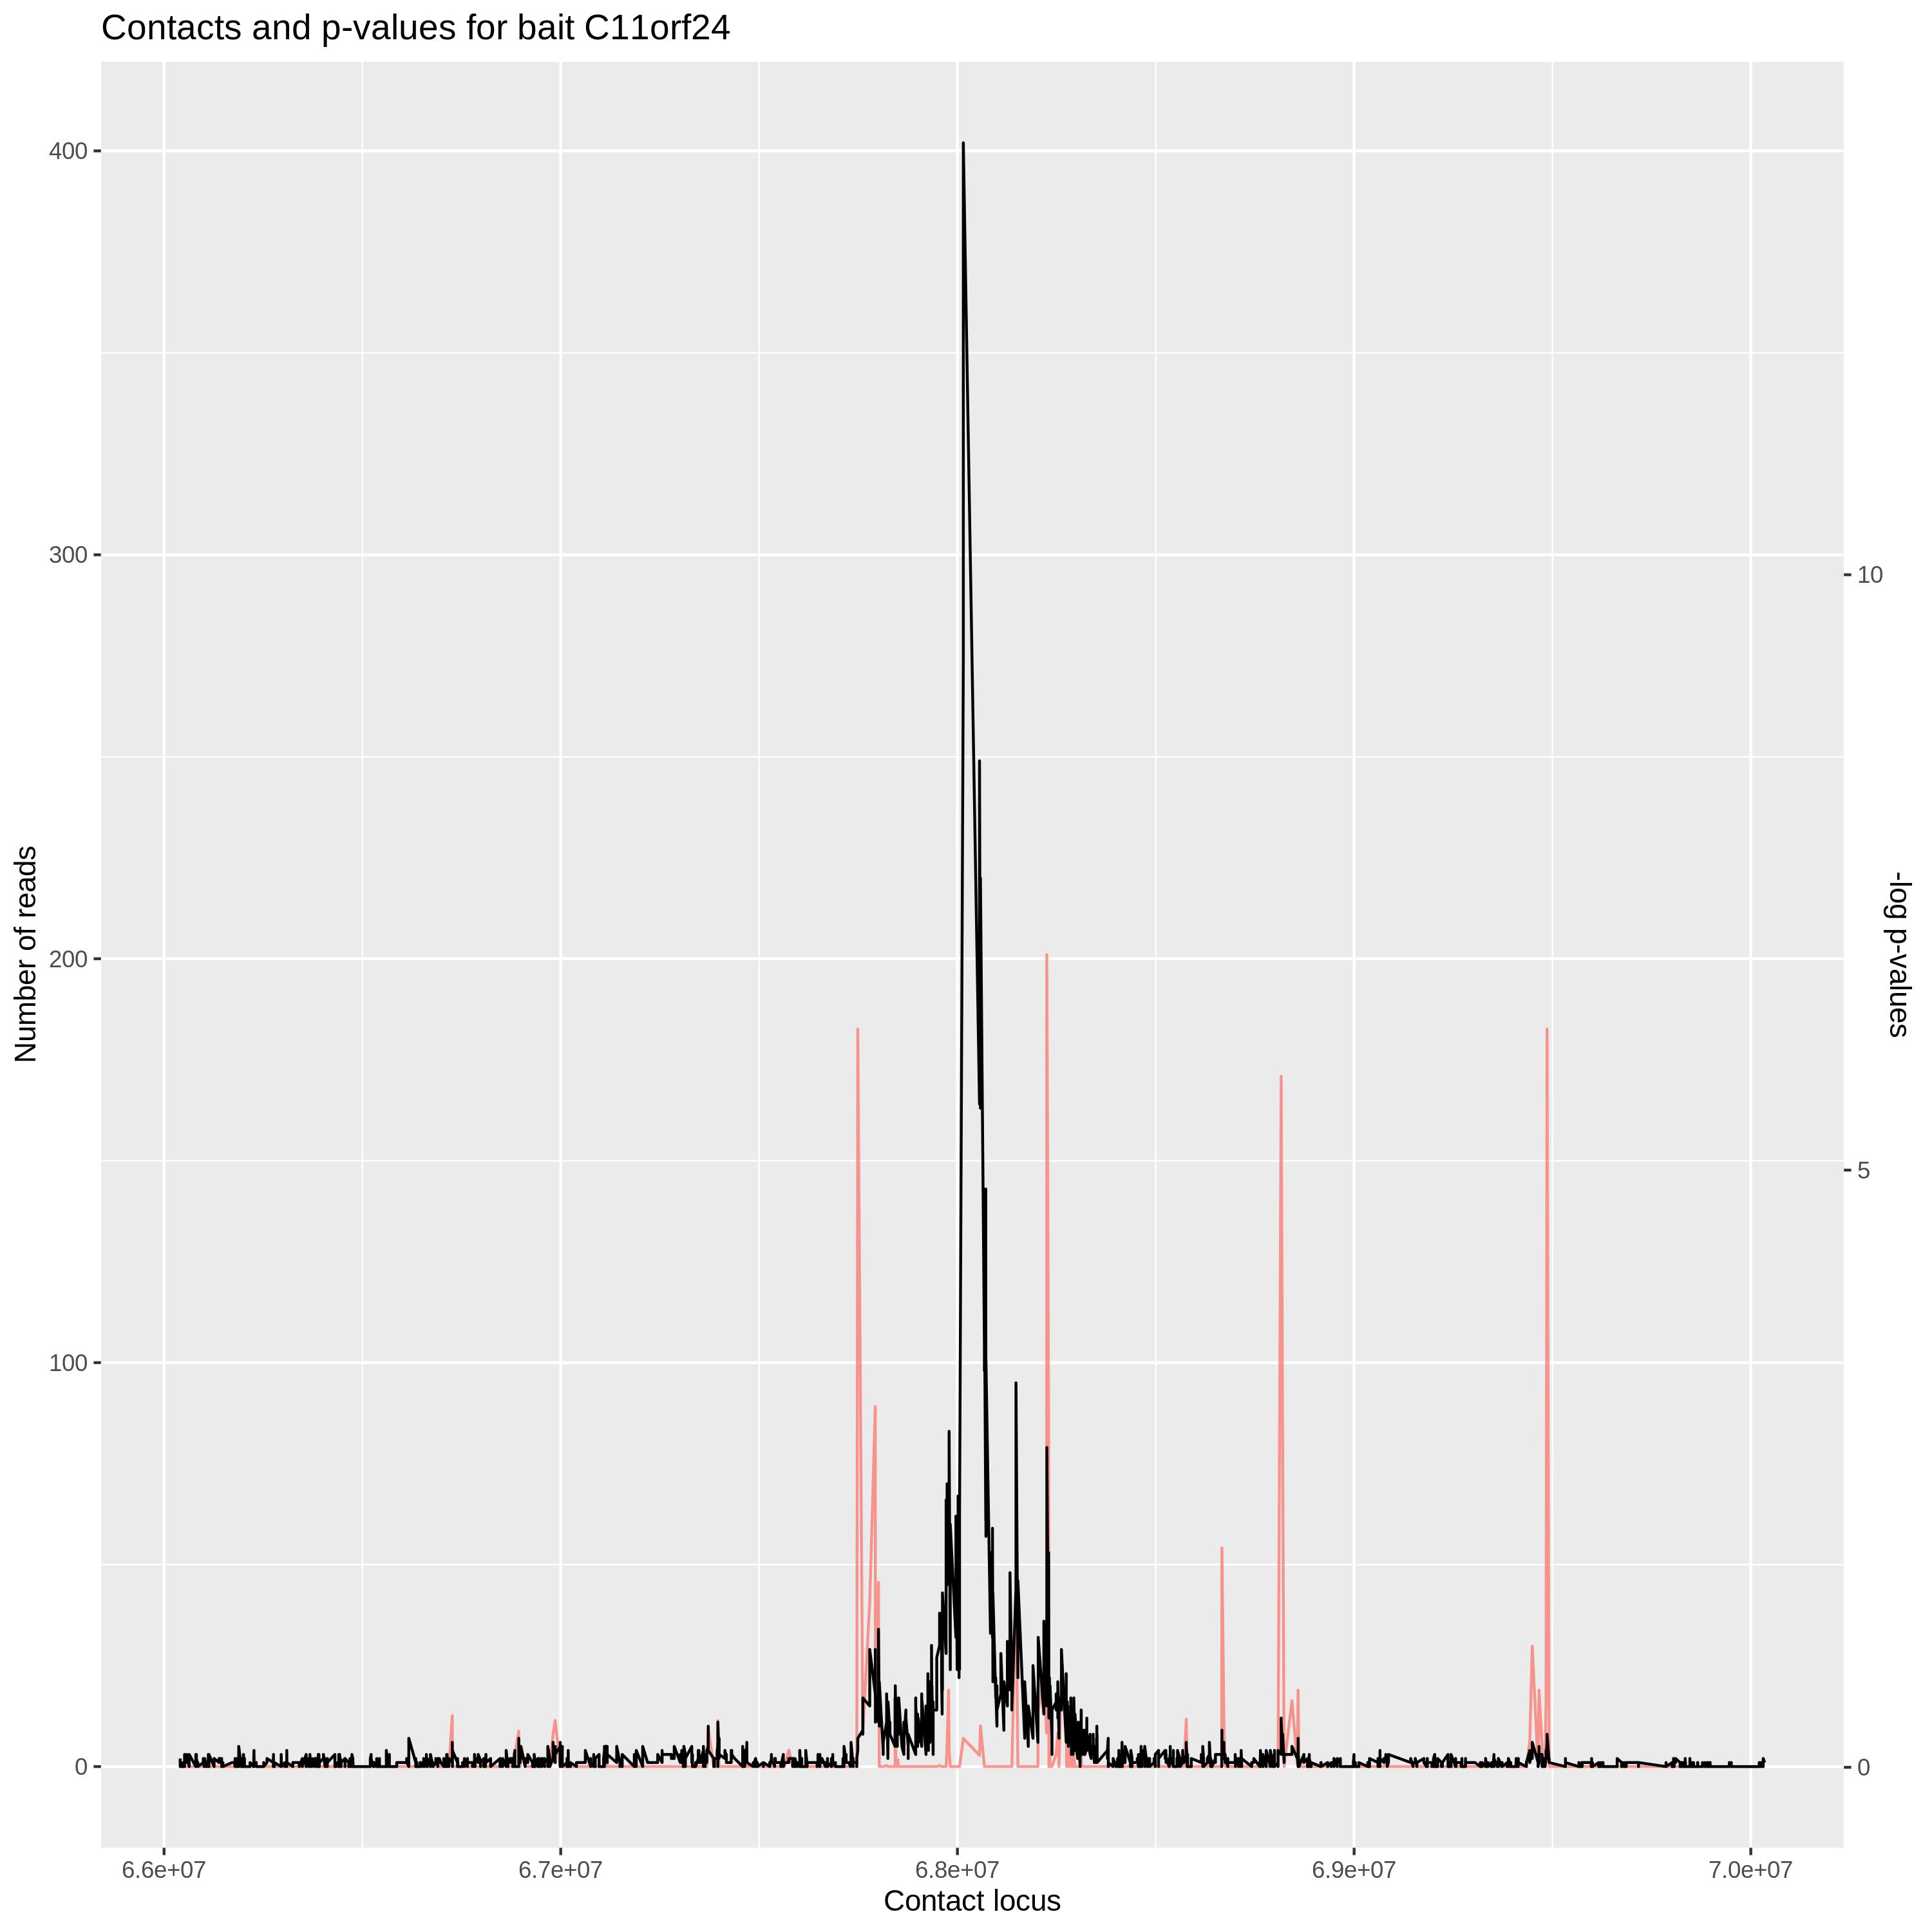 Contacts and p-values for bait C11orf24
400
300
200
100
0
Number of reads
10
5
0
-log p-values
6.6e+07
6.7e+07
6.8e+07
6.9e+07
7.0e+07
Contact locus